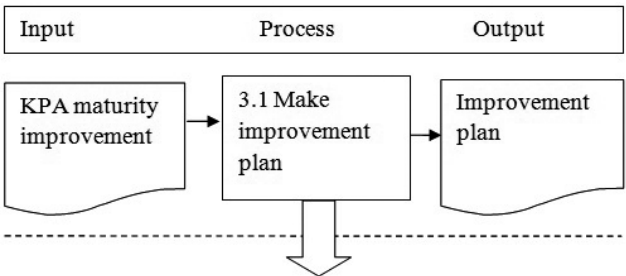 Input Process Output
KPA maturity
improvement
3.1 Make
improvement
plan
Improvement
plan